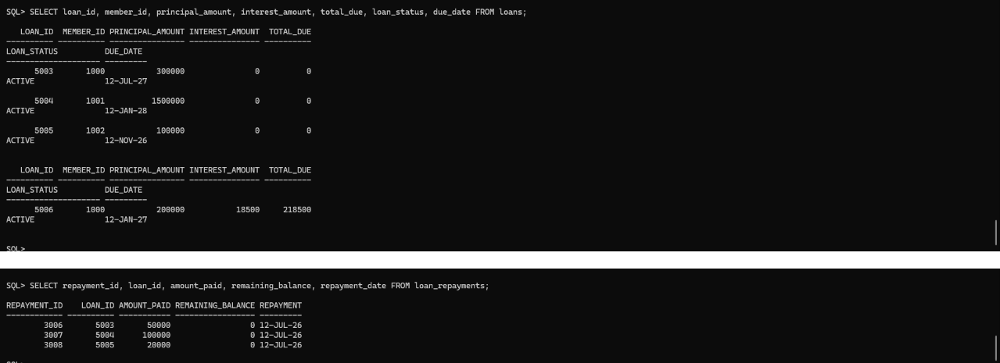 SQL> SELECT loan_id, member_id, principal_amount, interest_amount, total_due, loan_status, due_date FROM loans;
   LOAN_ID  MEMBER_ID PRINCIPAL_AMOUNT INTEREST_AMOUNT  TOTAL_DUE
---------- ---------- ---------------- --------------- ----------
LOAN_STATUS          DUE_DATE
-------------------- ---------
      5003       1000           300000               0          0
ACTIVE               12-JUL-27
      5004       1001          1500000               0          0
ACTIVE               12-JAN-28
      5005       1002           100000               0          0
ACTIVE               12-NOV-26
   LOAN_ID  MEMBER_ID PRINCIPAL_AMOUNT INTEREST_AMOUNT  TOTAL_DUE
---------- ---------- ---------------- --------------- ----------
LOAN_STATUS          DUE_DATE
-------------------- ---------
      5006       1000           200000           18500     218500
ACTIVE               12-JAN-27
SQL>
SQL> SELECT repayment_id, loan_id, amount_paid, remaining_balance, repayment_date FROM loan_repayments;
REPAYMENT_ID    LOAN_ID AMOUNT_PAID REMAINING_BALANCE REPAYMENT
------------ ---------- ----------- ----------------- ---------
        3006       5003       50000                 0 12-JUL-26
        3007       5004      100000                 0 12-JUL-26
        3008       5005       20000                 0 12-JUL-26